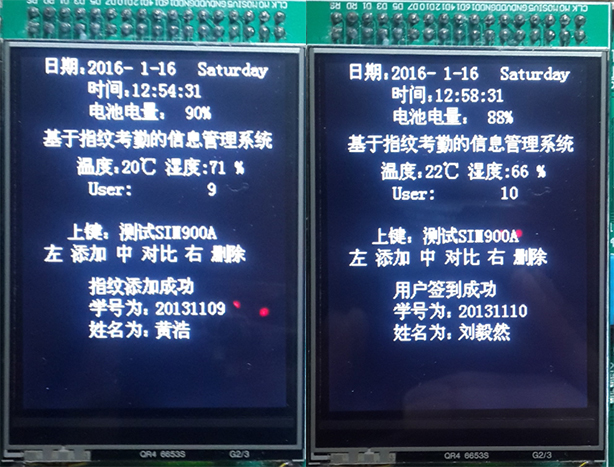 日期:2016- 1-16 Saturday
时间:12:54:31
电池电量: 90%
基于指纹考勤的信息管理系统
温度:20℃ 湿度:71 %
User: 9
上键: 测试SIM900A
左 添加 中 对比 右 删除
指纹添加成功
学号为: 20131109
姓名为: 黄浩
QR4 6653S G2/3
日期:2016- 1-16 Saturday
时间:12:58:31
电池电量: 88%
基于指纹考勤的信息管理系统
温度:22℃ 湿度:66 %
User: 10
上键: 测试SIM900A
左 添加 中 对比 右 删除
用户签到成功
学号为: 20131110
姓名为: 刘毅然
QR4 6653S G2/3